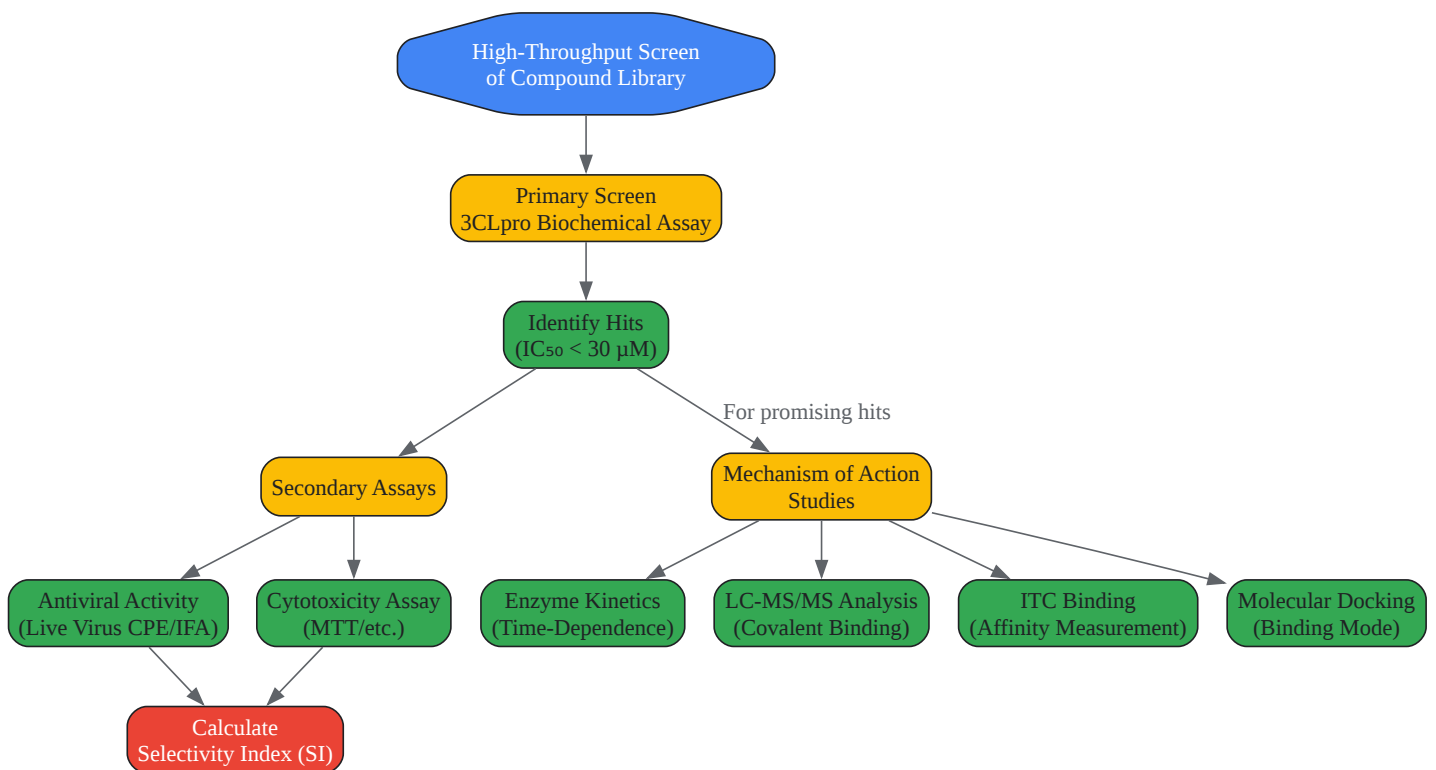 High-Throughput Screen
of Compound Library
Primary Screen
3CLpro Biochemical Assay
Identify Hits
(IC₅₀ < 30 µM)
For promising hits
Secondary Assays
Mechanism of Action
Studies
Antiviral Activity
(Live Virus CPE/IFA)
Cytotoxicity Assay
(MTT/etc.)
Enzyme Kinetics
(Time-Dependence)
LC-MS/MS Analysis
(Covalent Binding)
ITC Binding
(Affinity Measurement)
Molecular Docking
(Binding Mode)
Calculate
Selectivity Index (SI)